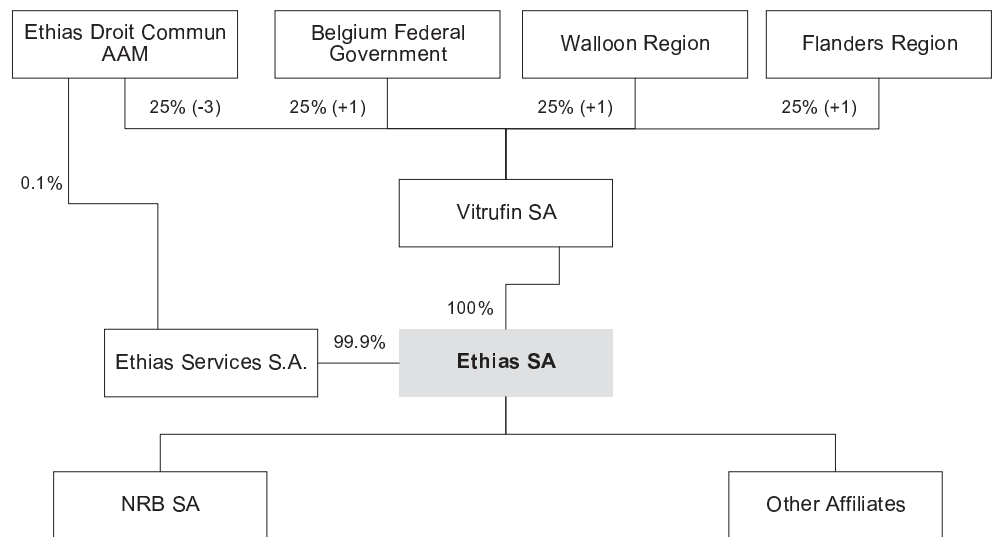 Ethias Droit Commun
AAM
Belgium Federal
Government
Walloon Region
Flanders Region
25% (-3)
25% (+1)
25% (+1)
25% (+1)
0.1%
Vitrufin SA
100%
Ethias Services S.A.
99.9%
Ethias SA
NRB SA
Other Affiliates